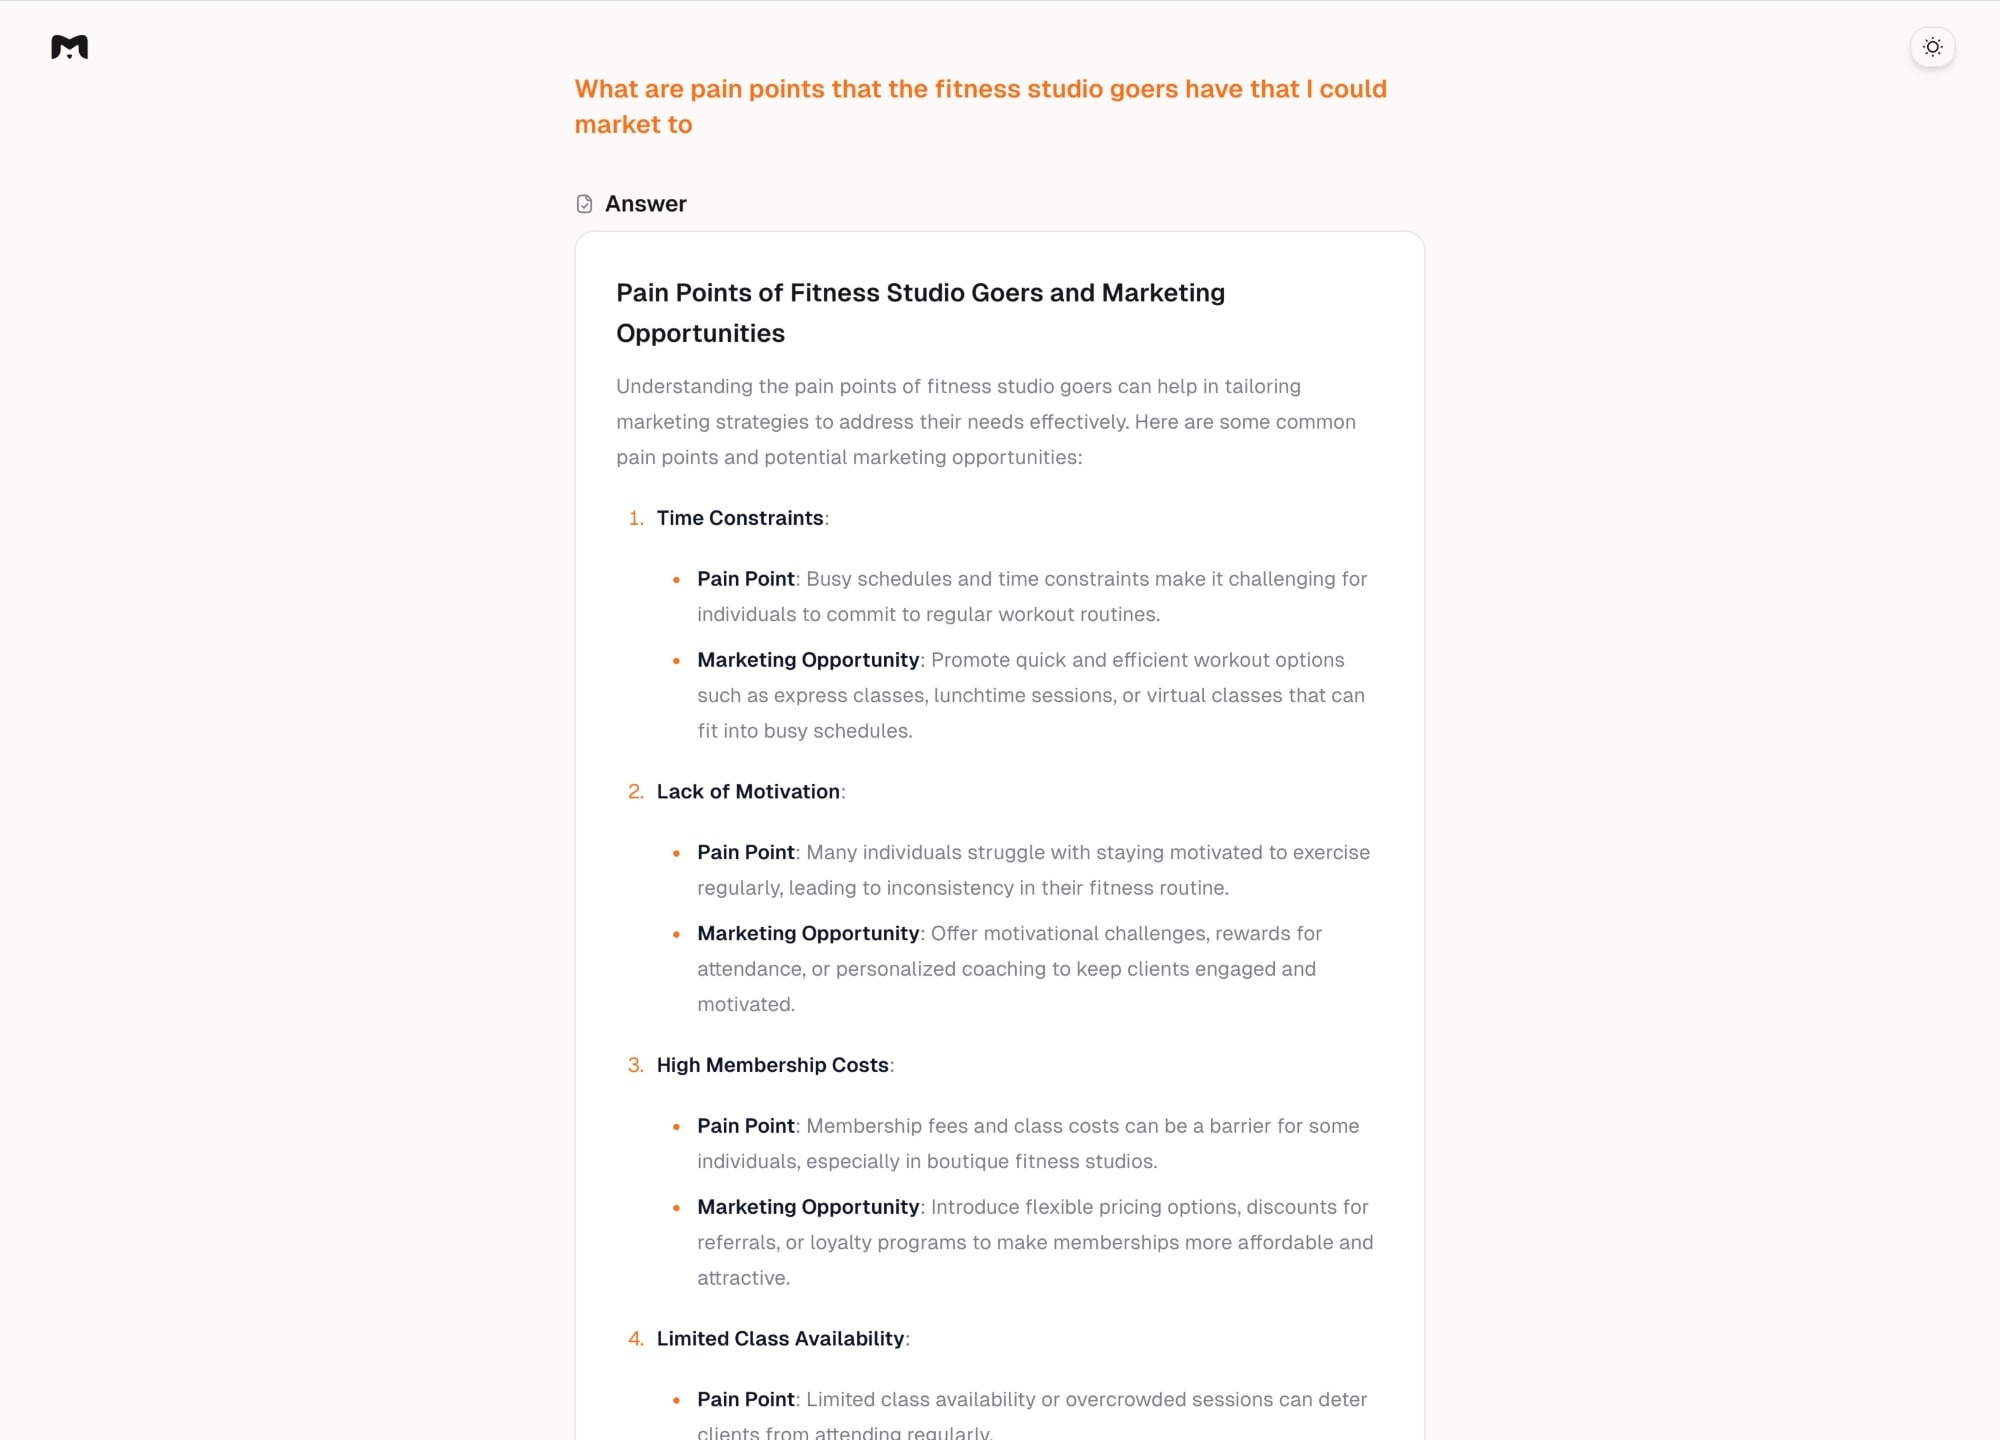 What are pain points that the fitness studio goers have that I could
market to
Answer
Pain Points of Fitness Studio Goers and Marketing
Opportunities
Understanding the pain points of fitness studio goers can help in tailoring
marketing strategies to address their needs effectively. Here are some common
pain points and potential marketing opportunities:
1. Time Constraints:
• Pain Point: Busy schedules and time constraints make it challenging for
individuals to commit to regular workout routines.
• Marketing Opportunity: Promote quick and efficient workout options
such as express classes, lunchtime sessions, or virtual classes that can
fit into busy schedules.
2. Lack of Motivation:
• Pain Point: Many individuals struggle with staying motivated to exercise
regularly, leading to inconsistency in their fitness routine.
• Marketing Opportunity: Offer motivational challenges, rewards for
attendance, or personalized coaching to keep clients engaged and
motivated.
3. High Membership Costs:
• Pain Point: Membership fees and class costs can be a barrier for some
individuals, especially in boutique fitness studios.
• Marketing Opportunity: Introduce flexible pricing options, discounts for
referrals, or loyalty programs to make memberships more affordable and
attractive.
4. Limited Class Availability:
• Pain Point: Limited class availability or overcrowded sessions can deter
clients from attending regularly.